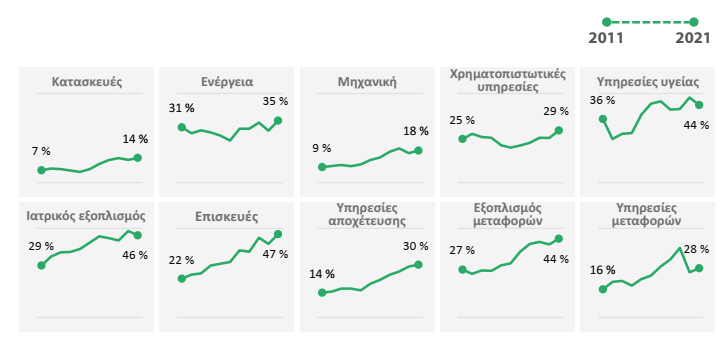 2011
2021
Κατασκευές
7 %
14 %
Ενέργεια
31 %
35 %
Μηχανική
9 %
18 %
Χρηματοπιστωτικές
υπηρεσίες
25 %
29 %
Υπηρεσίες υγείας
36 %
44 %
Ιατρικός εξοπλισμός
29 %
46 %
Επισκευές
22 %
47 %
Υπηρεσίες
αποχέτευσης
14 %
30 %
Εξοπλισμός
μεταφορών
27 %
44 %
Υπηρεσίες
μεταφορών
16 %
28 %